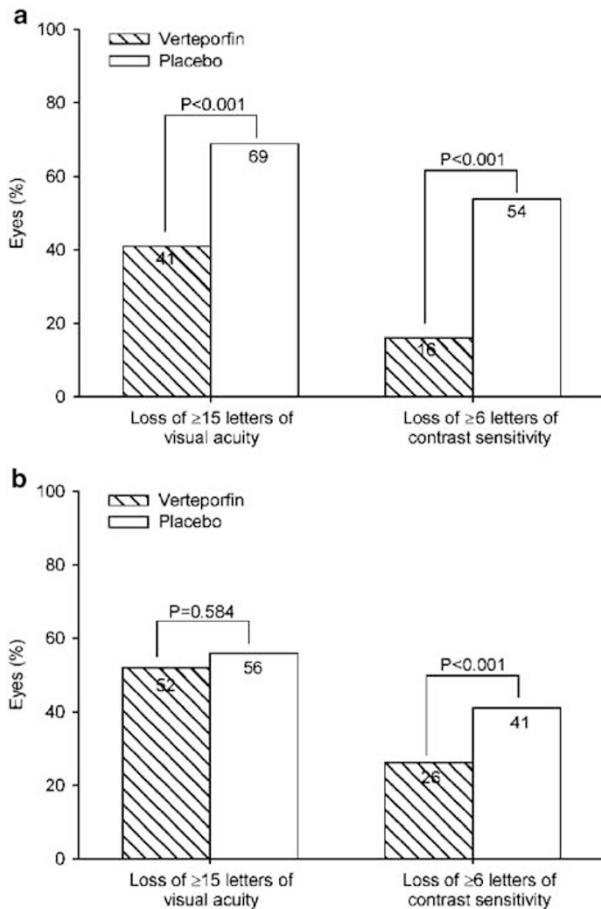 a
100
Verteporfin
Placebo
80
P<0.001
69
P<0.001
60
54
Eyes (%)
40
41
20
16
0
Loss of ≥15 letters of
visual acuity
Loss of ≥6 letters of
contrast sensitivity
b
100
Verteporfin
Placebo
80
P=0.584
60
56
52
P<0.001
Eyes (%)
40
41
26
20
0
Loss of ≥15 letters of
visual acuity
Loss of ≥6 letters of
contrast sensitivity